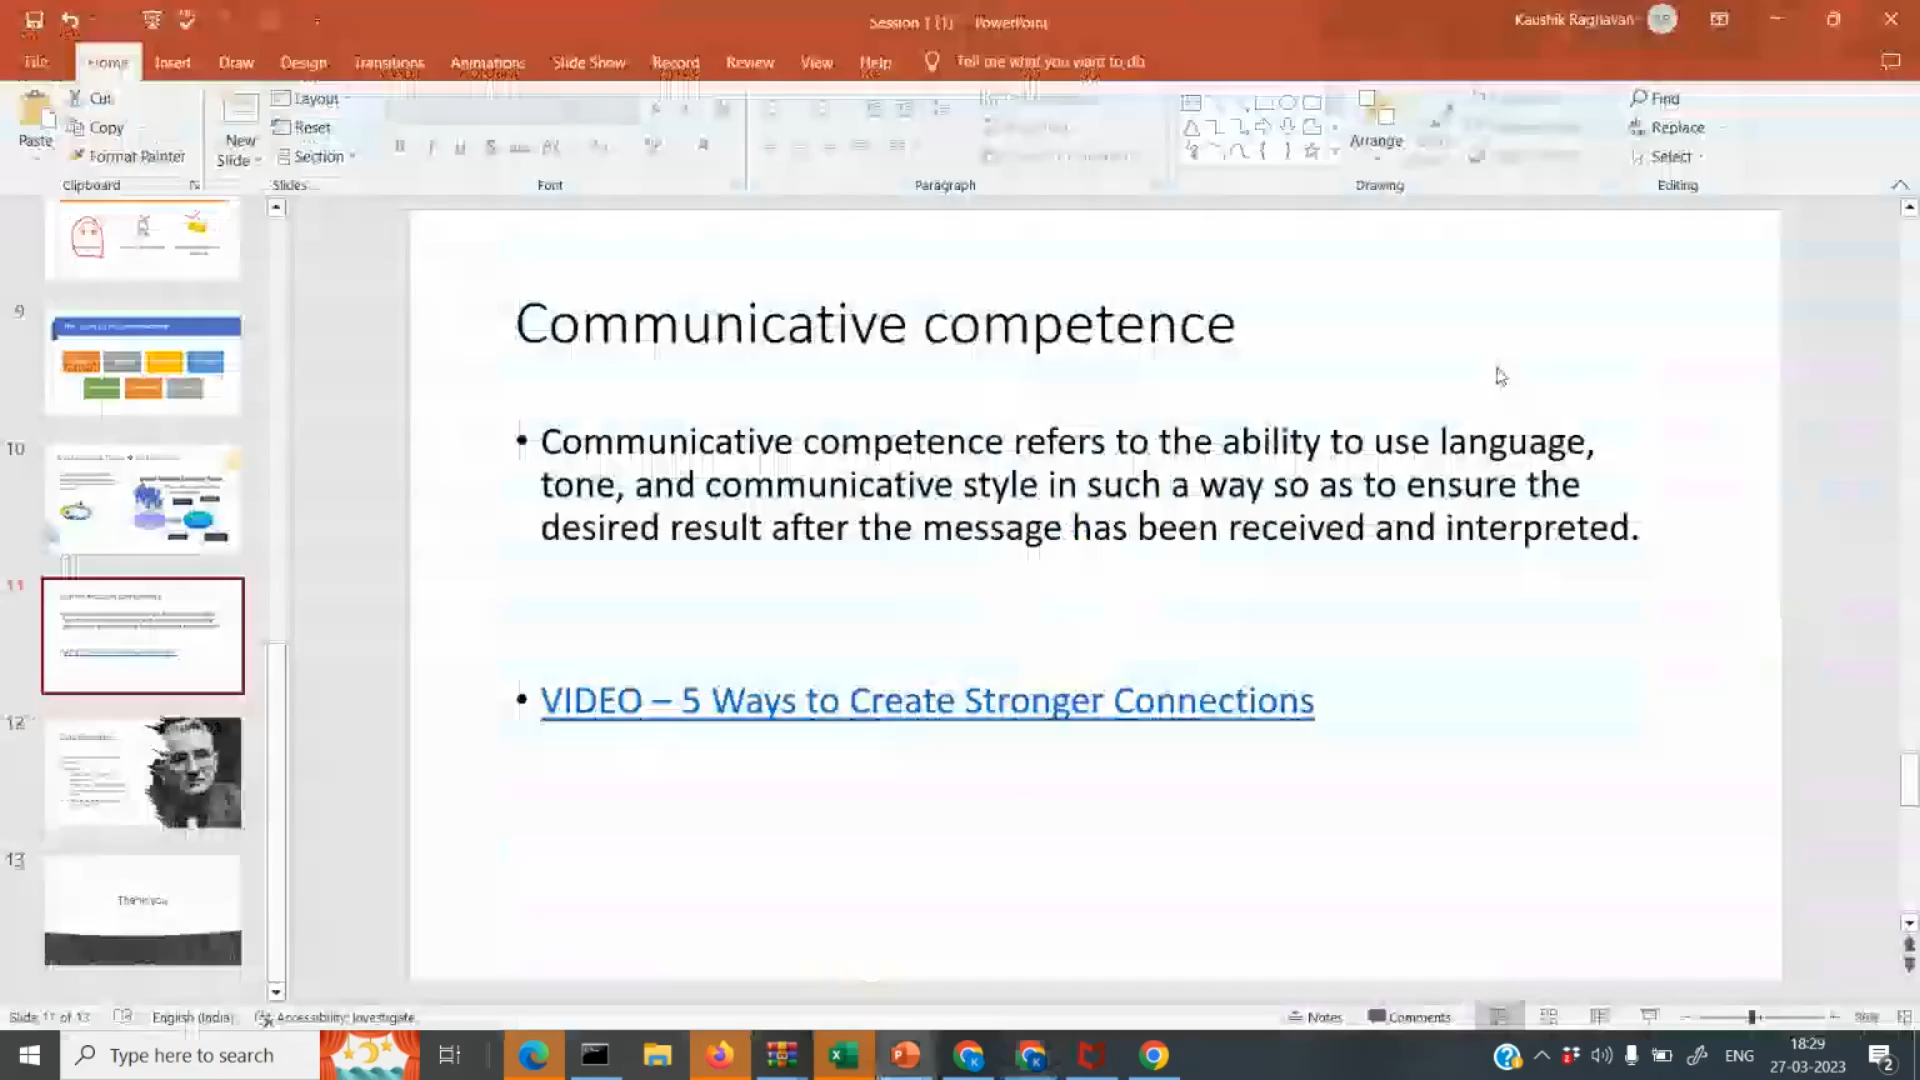 Session 1 (1) - PowerPoint
Kaushik Raghavan
File Home Insert Draw Design Transitions Animations Slide Show Record Review View Help Tell me what you want to do
Paste
Cut
Copy
Format Painter
Clipboard
New
Slide
Layout
Reset
Section
Slides
Font
Paragraph
Arrange
Drawing
Find
Replace
Select
Editing
9
10
11
12
13
Thank you
Communicative competence
• Communicative competence refers to the ability to use language,
tone, and communicative style in such a way so as to ensure the
desired result after the message has been received and interpreted.
• VIDEO – 5 Ways to Create Stronger Connections
Slide 11 of 13 English (India) Accessibility: Investigate Notes Comments
Type here to search
ENG
18:29
27-03-2023
2